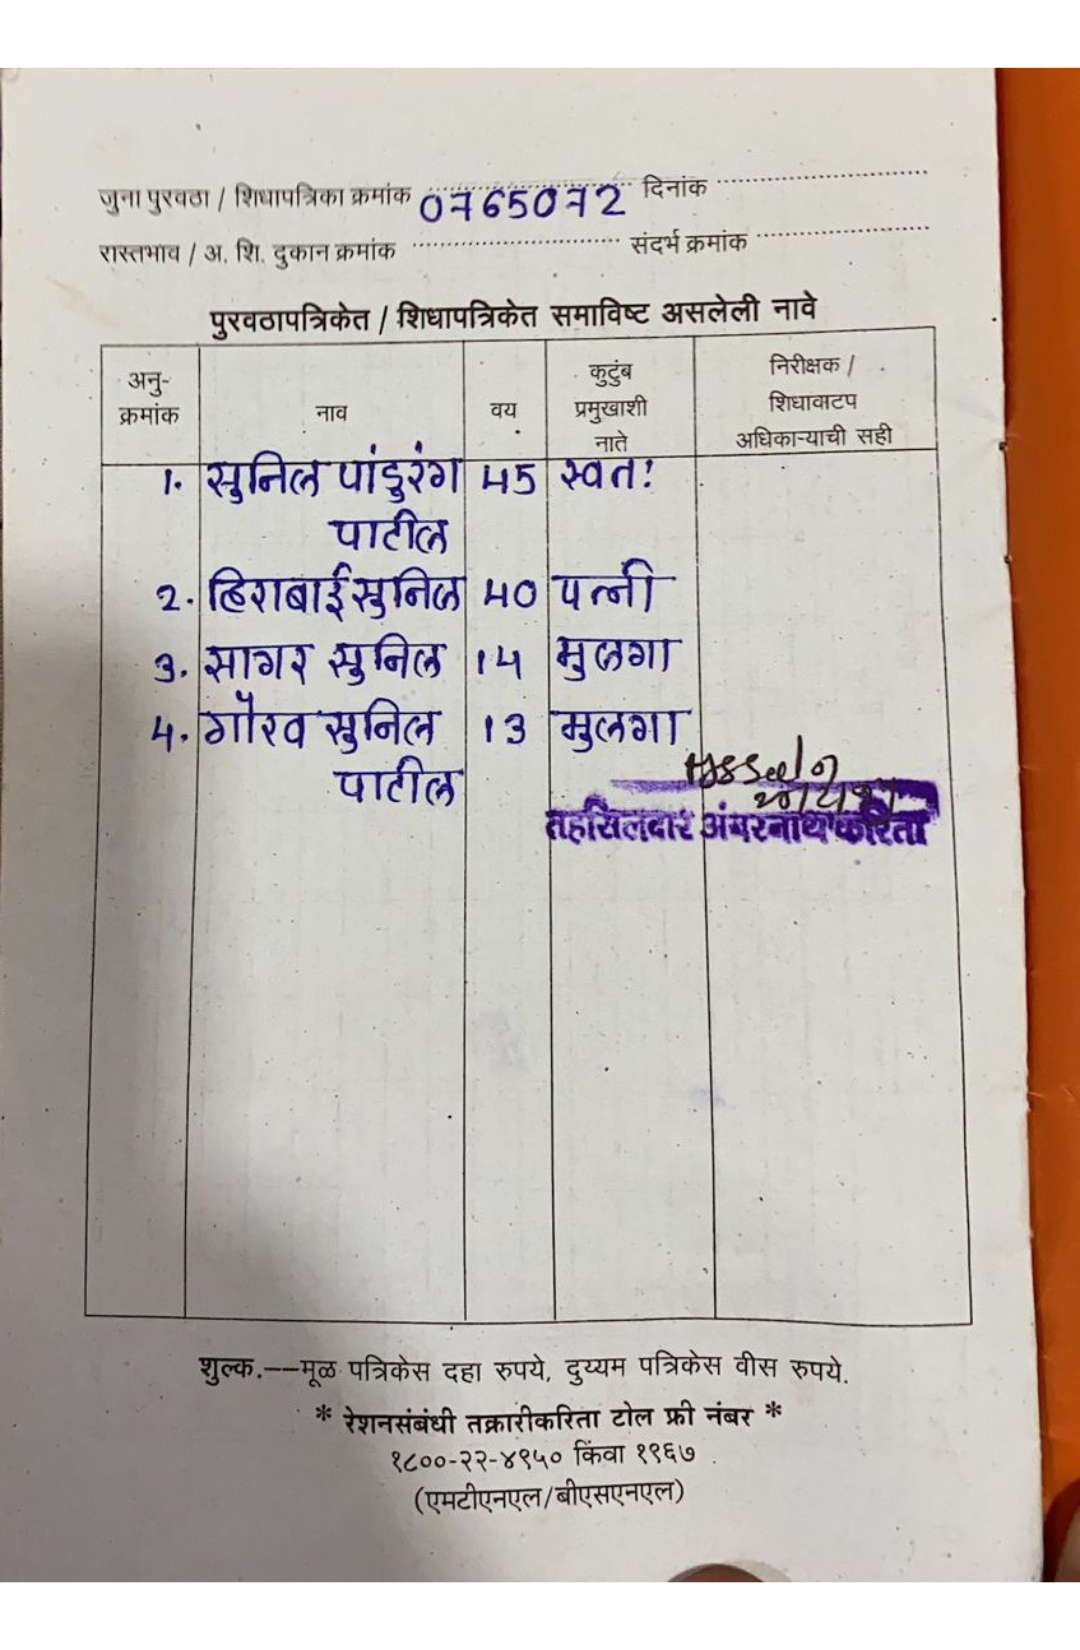 जुना पुरवठा / शिधापत्रिका क्रमांक 0765072 दिनांक
रास्तभाव / अ. शि. दुकान क्रमांक संदर्भ क्रमांक
पुरवठापत्रिकेत / शिधापत्रिकेत समाविष्ट असलेली नावे
अनु-क्रमांक नाव वय कुटुंब प्रमुखाशी नाते निरीक्षक / शिधावाटप अधिकाऱ्याची सही
1. सुनिल पांडुरंग 45 स्वतः
पाटील
2. हिराबाई सुनिल 40 पत्नी
3. सागर सुनिल 14 मुलगा
4. गौरव सुनिल 13 मुलगा
पाटील
तहसिलदार अंबरनाथ करिता
शुल्क.--मूळ पत्रिकेस दहा रुपये, दुय्यम पत्रिकेस वीस रुपये.
* रेशनसंबंधी तक्रारीकरिता टोल फ्री नंबर *
१८००-२२-४९५० किंवा १९६७
(एमटीएनएल/बीएसएनएल)